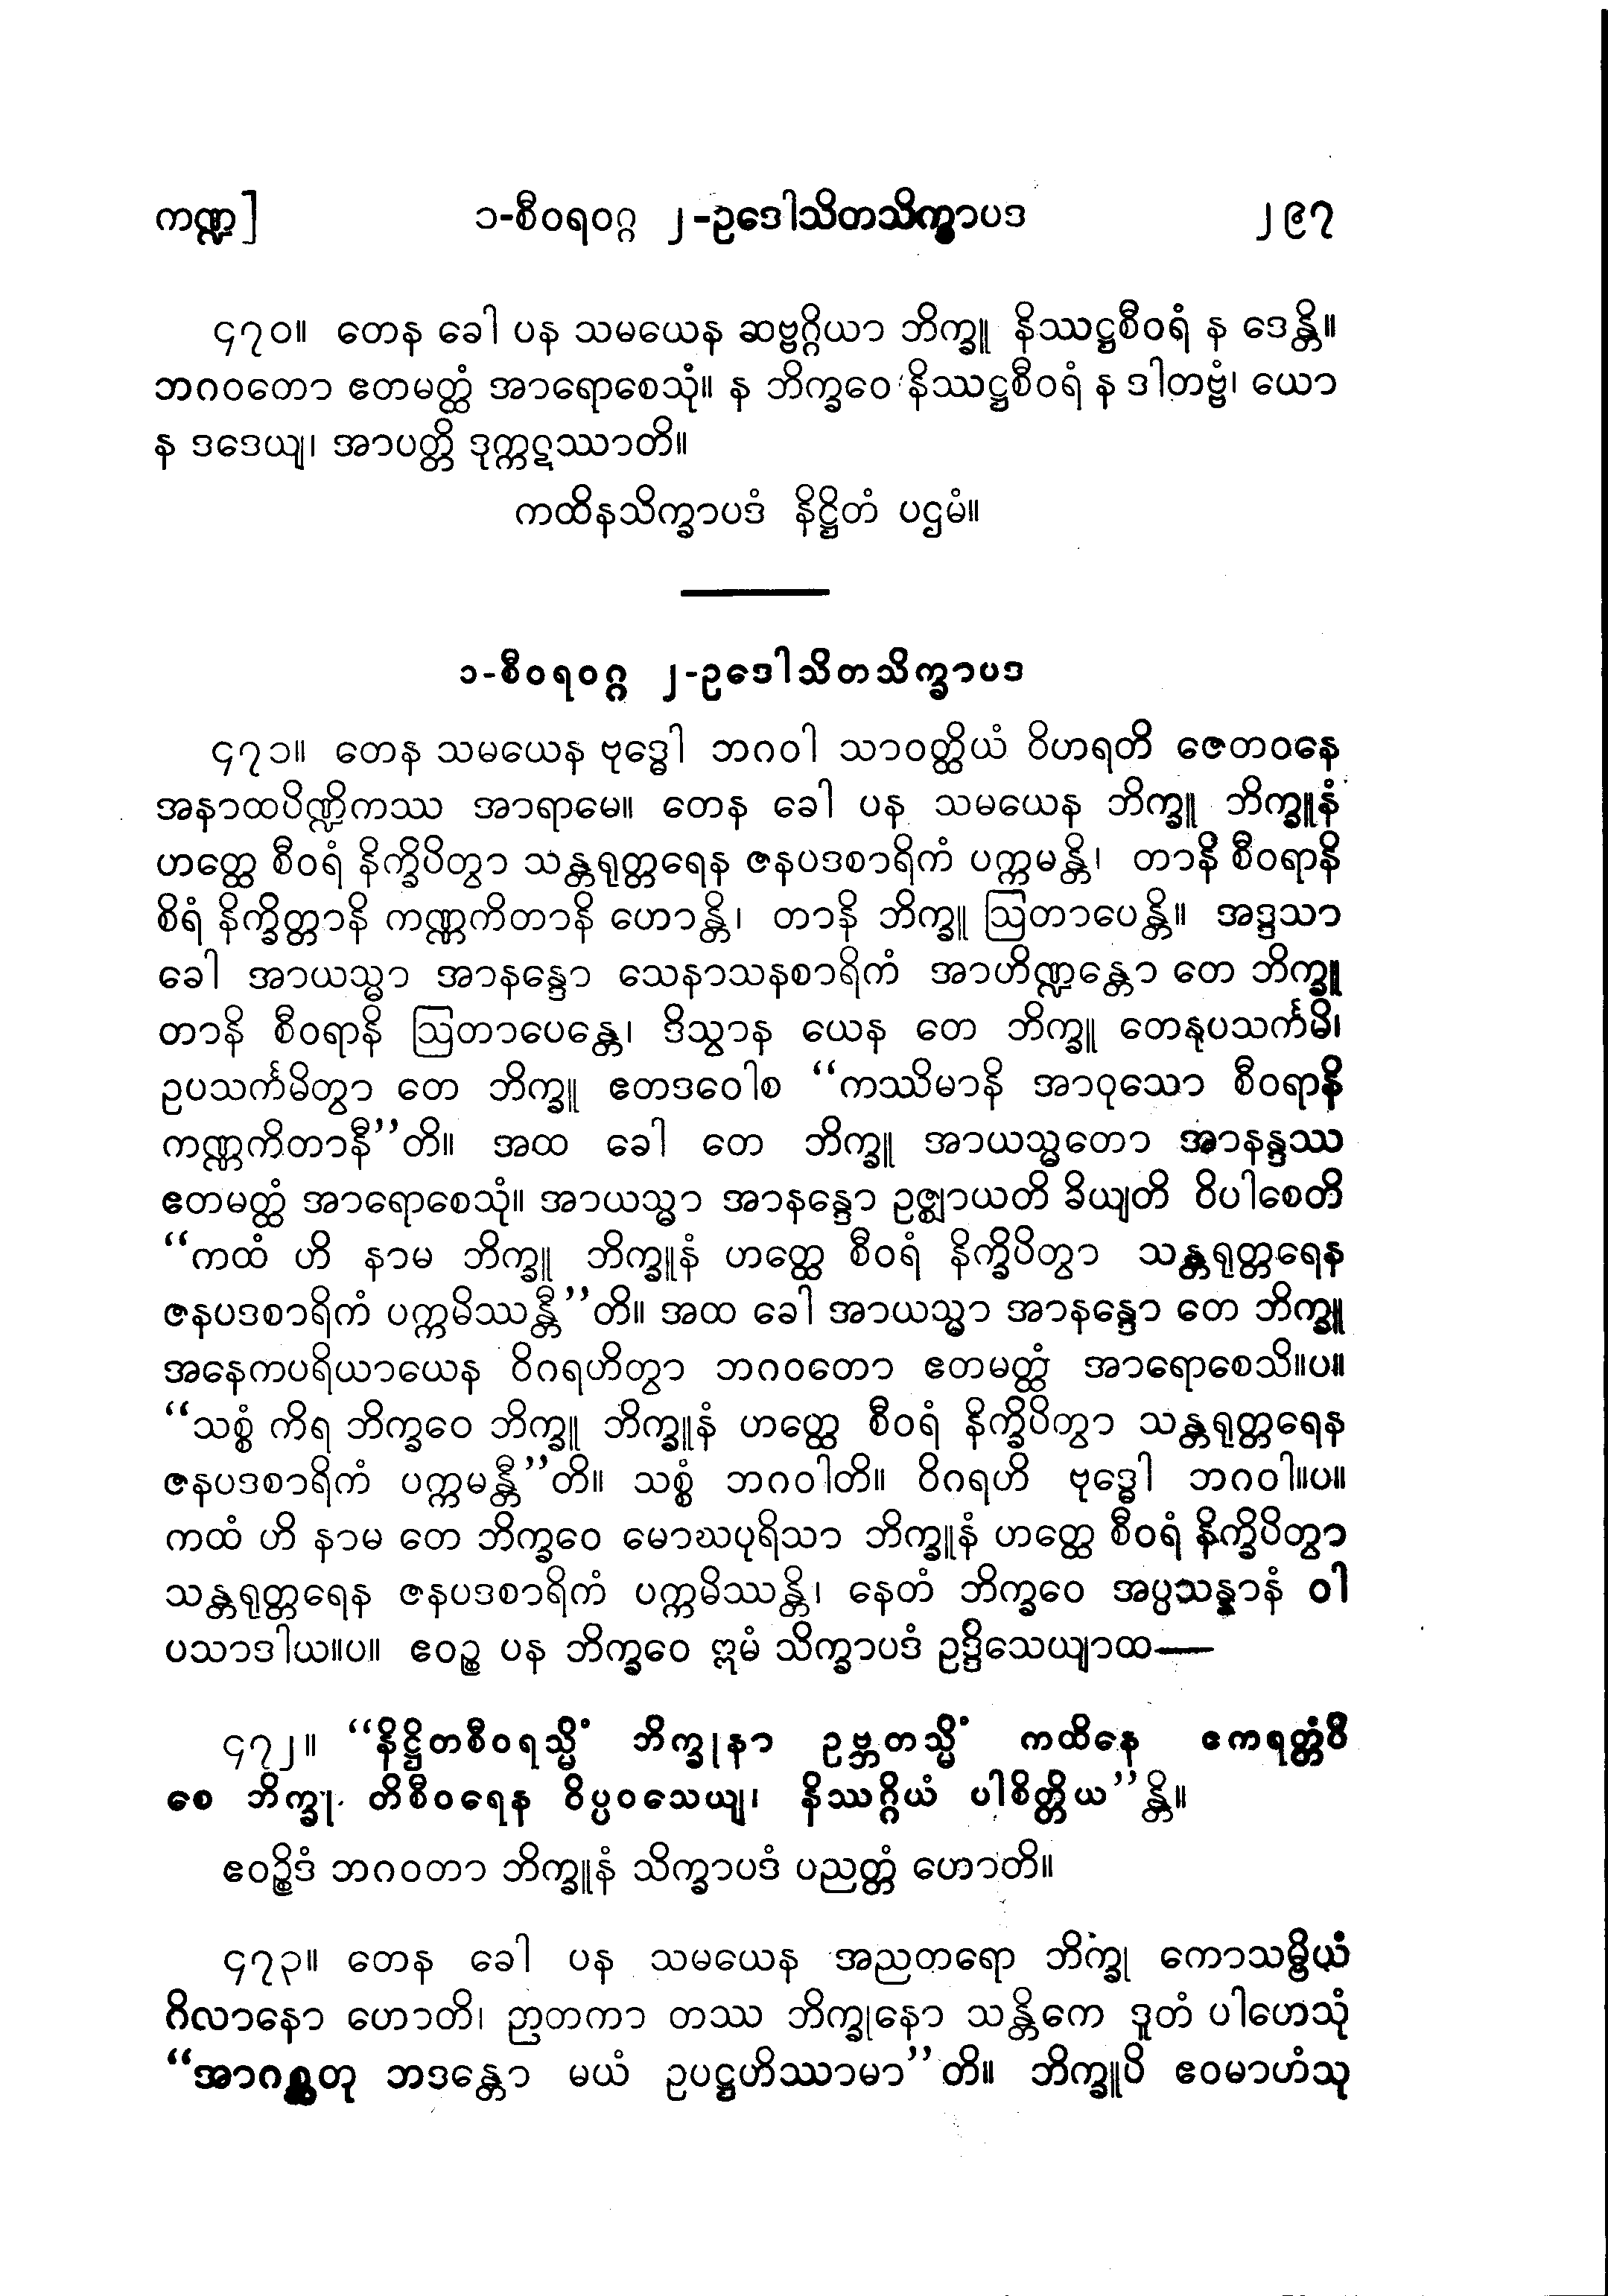 ကဏ္ဍ] ၁-စီဝရဝဂ္ဂ ၂-ဥဒေါသိတသိက္ခာပဒ ၂၉၇
၄၇၀။ တေန ခေါ ပန သမယေန ဆဗ္ဗဂ္ဂိယာ ဘိက္ခူ နိဿဋ္ဌစီဝရံ န ဒေန္တိ။
ဘဂဝတော ဧတမတ္ထံ အာရောစေသုံ။ န ဘိက္ခဝေ နိဿဋ္ဌစီဝရံ န ဒါတဗ္ဗံ၊ ယော
န ဒဒေယျ၊ အာပတ္တိ ဒုက္ကဋဿာတိ။
ကထိနသိက္ခာပဒံ နိဋ္ဌိတံ ပဌမံ။
၁-စီဝရဝဂ္ဂ ၂-ဥဒေါသိတသိက္ခာပဒ
၄၇၁။ တေန သမယေန ဗုဒ္ဓေါ ဘဂဝါ သာဝတ္ထိယံ ဝိဟရတိ ဇေတဝနေ
အနာထပိဏ္ဍိကဿ အာရာမေ။ တေန ခေါ ပန သမယေန ဘိက္ခူ ဘိက္ခူနံ
ဟတ္ထေ စီဝရံ နိက္ခိပိတွာ သန္တရုတ္တရေန ဇနပဒစာရိကံ ပက္ကမန္တိ၊ တာနိ စီဝရာနိ
စိရံ နိက္ခိတ္တာနိ ကဏ္ဏကိတာနိ ဟောန္တိ၊ တာနိ ဘိက္ခူ ဩတာပေန္တိ။ အဒ္ဒသာ
ခေါ အာယသ္မာ အာနန္ဒော သေနာသနစာရိကံ အာဟိဏ္ဍန္တော တေ ဘိက္ခူ
တာနိ စီဝရာနိ ဩတာပေန္တေ၊ ဒိသွာန ယေန တေ ဘိက္ခူ တေနုပသင်္ကမိ၊
ဥပသင်္ကမိတွာ တေ ဘိက္ခူ ဧတဒဝေါစ “ကဿိမာနိ အာဝုသော စီဝရာနိ
ကဏ္ဏကိတာနီ”တိ။ အထ ခေါ တေ ဘိက္ခူ အာယသ္မတော အာနန္ဒဿ
ဧတမတ္ထံ အာရောစေသုံ။ အာယသ္မာ အာနန္ဒော ဥဇ္ဈာယတိ ခိယျတိ ဝိပါစေတိ
“ကထံ ဟိ နာမ ဘိက္ခူ ဘိက္ခူနံ ဟတ္ထေ စီဝရံ နိက္ခိပိတွာ သန္တရုတ္တရေန
ဇနပဒစာရိကံ ပက္ကမိဿန္တီ”တိ။ အထ ခေါ အာယသ္မာ အာနန္ဒော တေ ဘိက္ခူ
အနေကပရိယာယေန ဝိဂရဟိတွာ ဘဂဝတော ဧတမတ္ထံ အာရောစေသိ။ပ။
“သစ္စံ ကိရ ဘိက္ခဝေ ဘိက္ခူ ဘိက္ခူနံ ဟတ္ထေ စီဝရံ နိက္ခိပိတွာ သန္တရုတ္တရေန
ဇနပဒစာရိကံ ပက္ကမန္တီ”တိ။ သစ္စံ ဘဂဝါတိ။ ဝိဂရဟိ ဗုဒ္ဓေါ ဘဂဝါ။ပ။
ကထံ ဟိ နာမ တေ ဘိက္ခဝေ မောဃပုရိသာ ဘိက္ခူနံ ဟတ္ထေ စီဝရံ နိက္ခိပိတွာ
သန္တရုတ္တရေန ဇနပဒစာရိကံ ပက္ကမိဿန္တိ၊ နေတံ ဘိက္ခဝေ အပ္ပသန္နာနံ ဝါ
ပသာဒါယ။ပ။ ဧဝဉ္စ ပန ဘိက္ခဝေ ဣမံ သိက္ခာပဒံ ဥဒ္ဒိသေယျာထ—
၄၇၂။ “နိဋ္ဌိတစီဝရသ္မိံ ဘိက္ခုနာ ဥဗ္ဘတသ္မိံ ကထိနေ ဧကရတ္တံပိ
စေ ဘိက္ခု တိစီဝရေန ဝိပ္ပဝသေယျ၊ နိဿဂ္ဂိယံ ပါစိတ္တိယ”န္တိ။
ဧဝဉ္စိဒံ ဘဂဝတာ ဘိက္ခူနံ သိက္ခာပဒံ ပညတ္တံ ဟောတိ။
၄၇၃။ တေန ခေါ ပန သမယေန အညတရော ဘိက္ခု ကောသမ္ဗိယံ
ဂိလာနော ဟောတိ၊ ဉာတကာ တဿ ဘိက္ခုနော သန္တိကေ ဒူတံ ပါဟေသုံ
“အာဂစ္ဆတု ဘဒန္တော မယံ ဥပဋ္ဌဟိဿာမာ”တိ။ ဘိက္ခူပိ ဧဝမာဟံသု